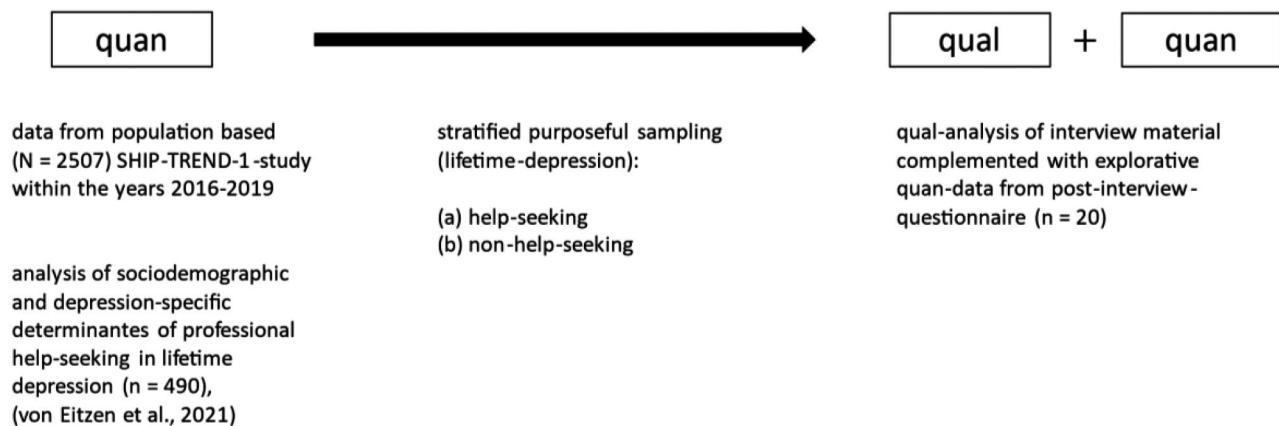 quan
qual + quan
data from population based
(N = 2507) SHIP-TREND-1-study
within the years 2016-2019
analysis of sociodemographic
and depression-specific
determinantes of professional
help-seeking in lifetime
depression (n = 490),
(von Eitzen et al., 2021)
stratified purposeful sampling
(lifetime-depression):
(a) help-seeking
(b) non-help-seeking
qual-analysis of interview material
complemented with explorative
quan-data from post-interview-
questionnaire (n = 20)